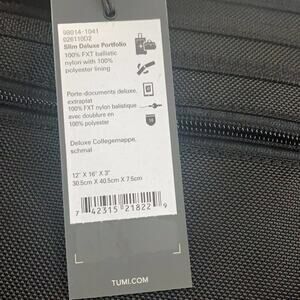 98014-1041
026110D2
Slim Deluxe Portfolio
100% FXT ballistic
nylon with 100%
polyester lining
Porte-documents deluxe,
extraplat
100% FXT nylon balistique
avec doublure en
100% polyester
Deluxe Collegemappe,
schmal
12" X 16" X 3"
30.5cm X 40.5cm X 7.5cm
7 42315 21822 9
TUMI.COM